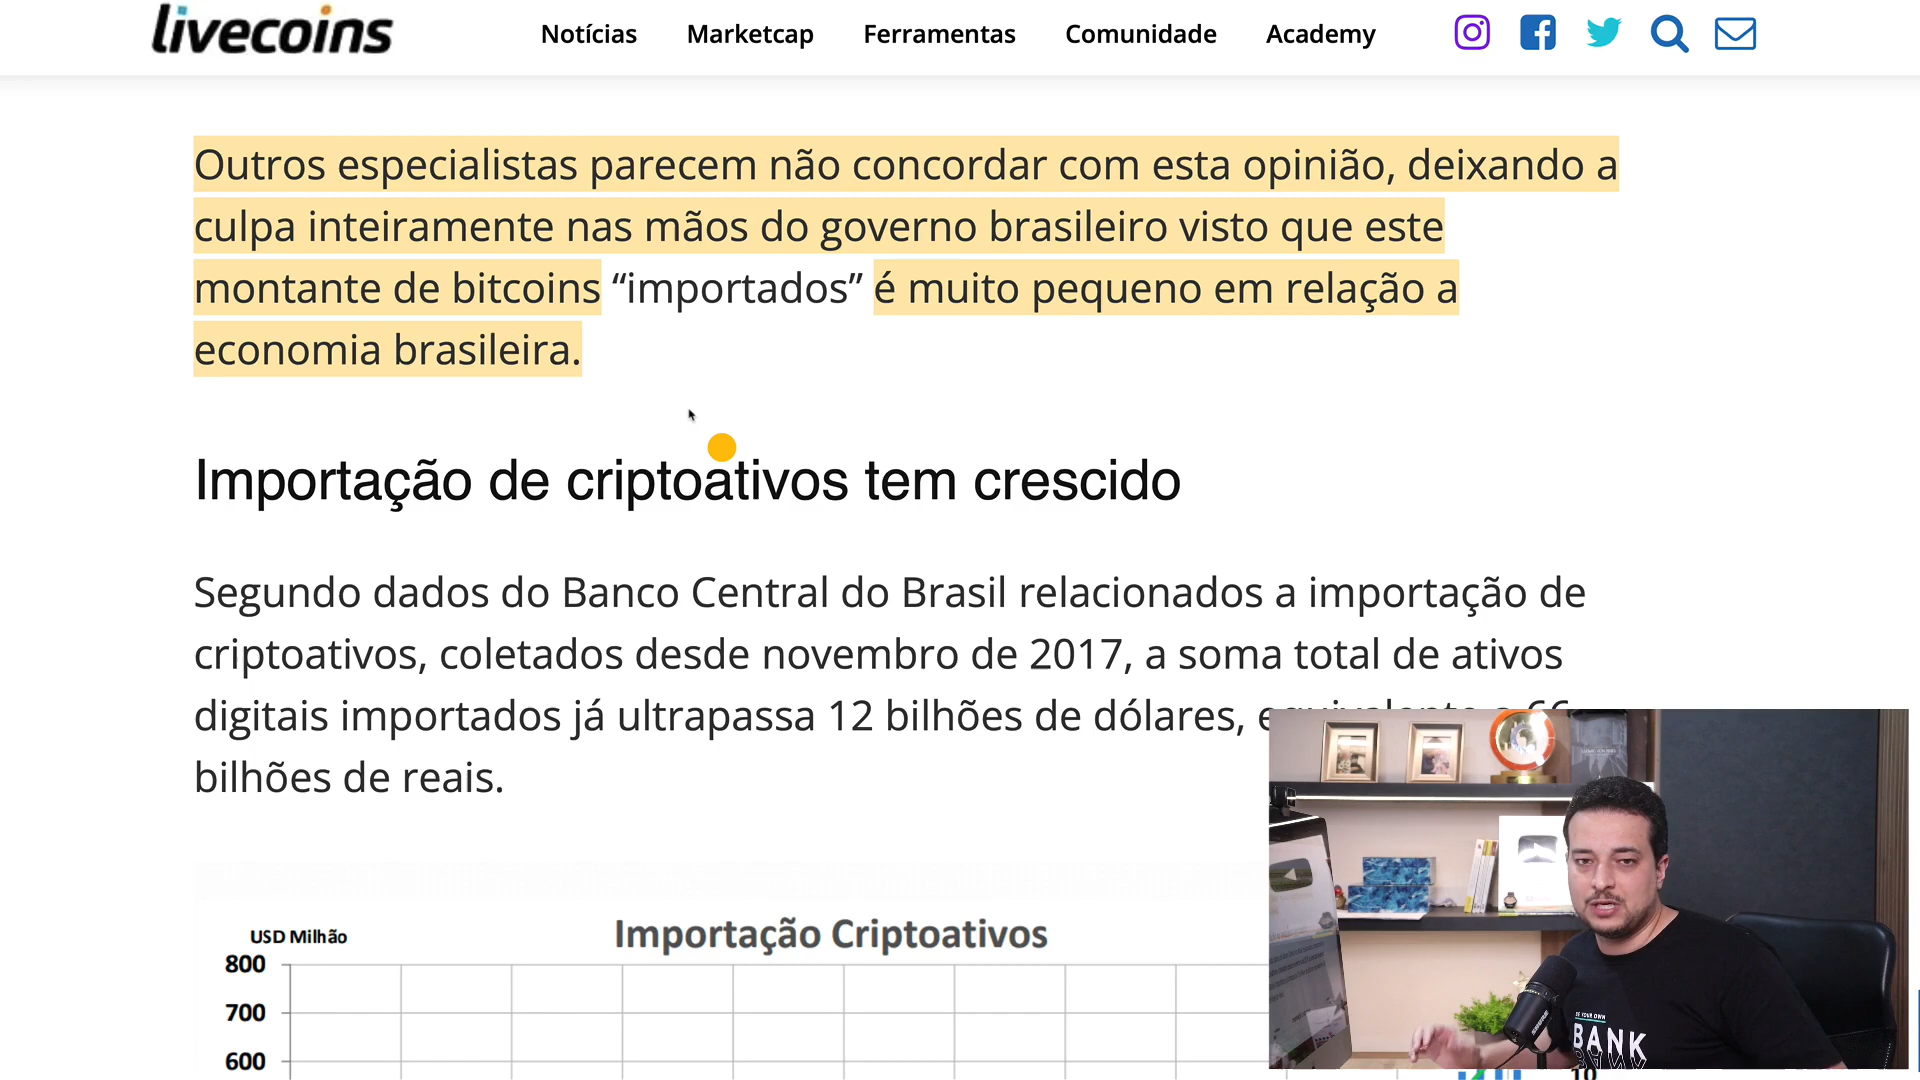 livecoins
Notícias Marketcap Ferramentas Comunidade Academy
Outros especialistas parecem não concordar com esta opinião, deixando a
culpa inteiramente nas mãos do governo brasileiro visto que este
montante de bitcoins “importados” é muito pequeno em relação a
economia brasileira.
Importação de criptoativos tem crescido
Segundo dados do Banco Central do Brasil relacionados a importação de
criptoativos, coletados desde novembro de 2017, a soma total de ativos
digitais importados já ultrapassa 12 bilhões de dólares,
bilhões de reais.
Importação Criptoativos
USD Milhão
800
700
600
10
BE YOUR OWN
BANK